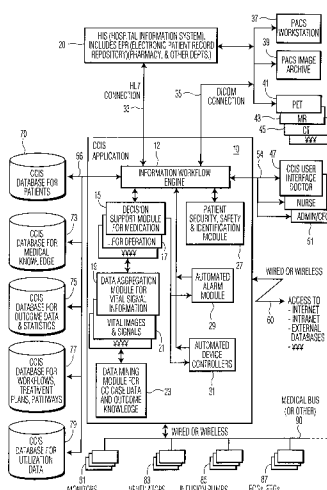 HIS (HOSPITAL INFORMATION SYSTEM),
INCLUDES EPR (ELECTRONIC PATIENT RECORD
REPOSITORY)(PHARMACY, & OTHER DEPTS.)
20
37
PACS
WORKSTATION
39
PACS IMAGE
ARCHIVE
41
PET
43
MR
45
CT
HL7
CONNECTION
33
35
DICOM
CONNECTION
70
CCIS
DATABASE FOR
PATIENTS
56
CCIS
APPLICATION
12
10
INFORMATION WORKFLOW
ENGINE
54
47
CCIS USER
INTERFACE
DOCTOR
NURSE
ADMIN/CEO
51
15
DECISION
SUPPORT MODULE
FOR MEDICATION
FOR OPERATION
17
PATIENT
SECURITY, SAFETY
& IDENTIFICATION
MODULE
27
73
CCIS
DATABASE FOR
MEDICAL
KNOWLEDGE
19
DATA AGGREGATION
MODULE FOR
VITAL SIGNAL
INFORMATION
VITAL IMAGES
& SIGNALS
21
AUTOMATED
ALARM
MODULE
29
WIRED OR WIRELESS
60
ACCESS TO
- INTERNET
- INTRANET
- EXTERNAL
DATABASES
75
CCIS
DATABASE FOR
OUTCOME DATA
& STATISTICS
AUTOMATED
DEVICE
CONTROLLERS
31
77
CCIS
DATABASE FOR
WORKFLOWS,
TREATMENT
PLANS, PATHWAYS
DATA MINING
MODULE FOR
CC CASE DATA
AND OUTCOME
KNOWLEDGE
23
79
CCIS
DATABASE FOR
UTILIZATION
DATA
WIRED OR WIRELESS
MEDICAL BUS
(OR OTHER)
90
81
83
85
87
MONITORS
VENTILATORS
INFUSION PUMPS